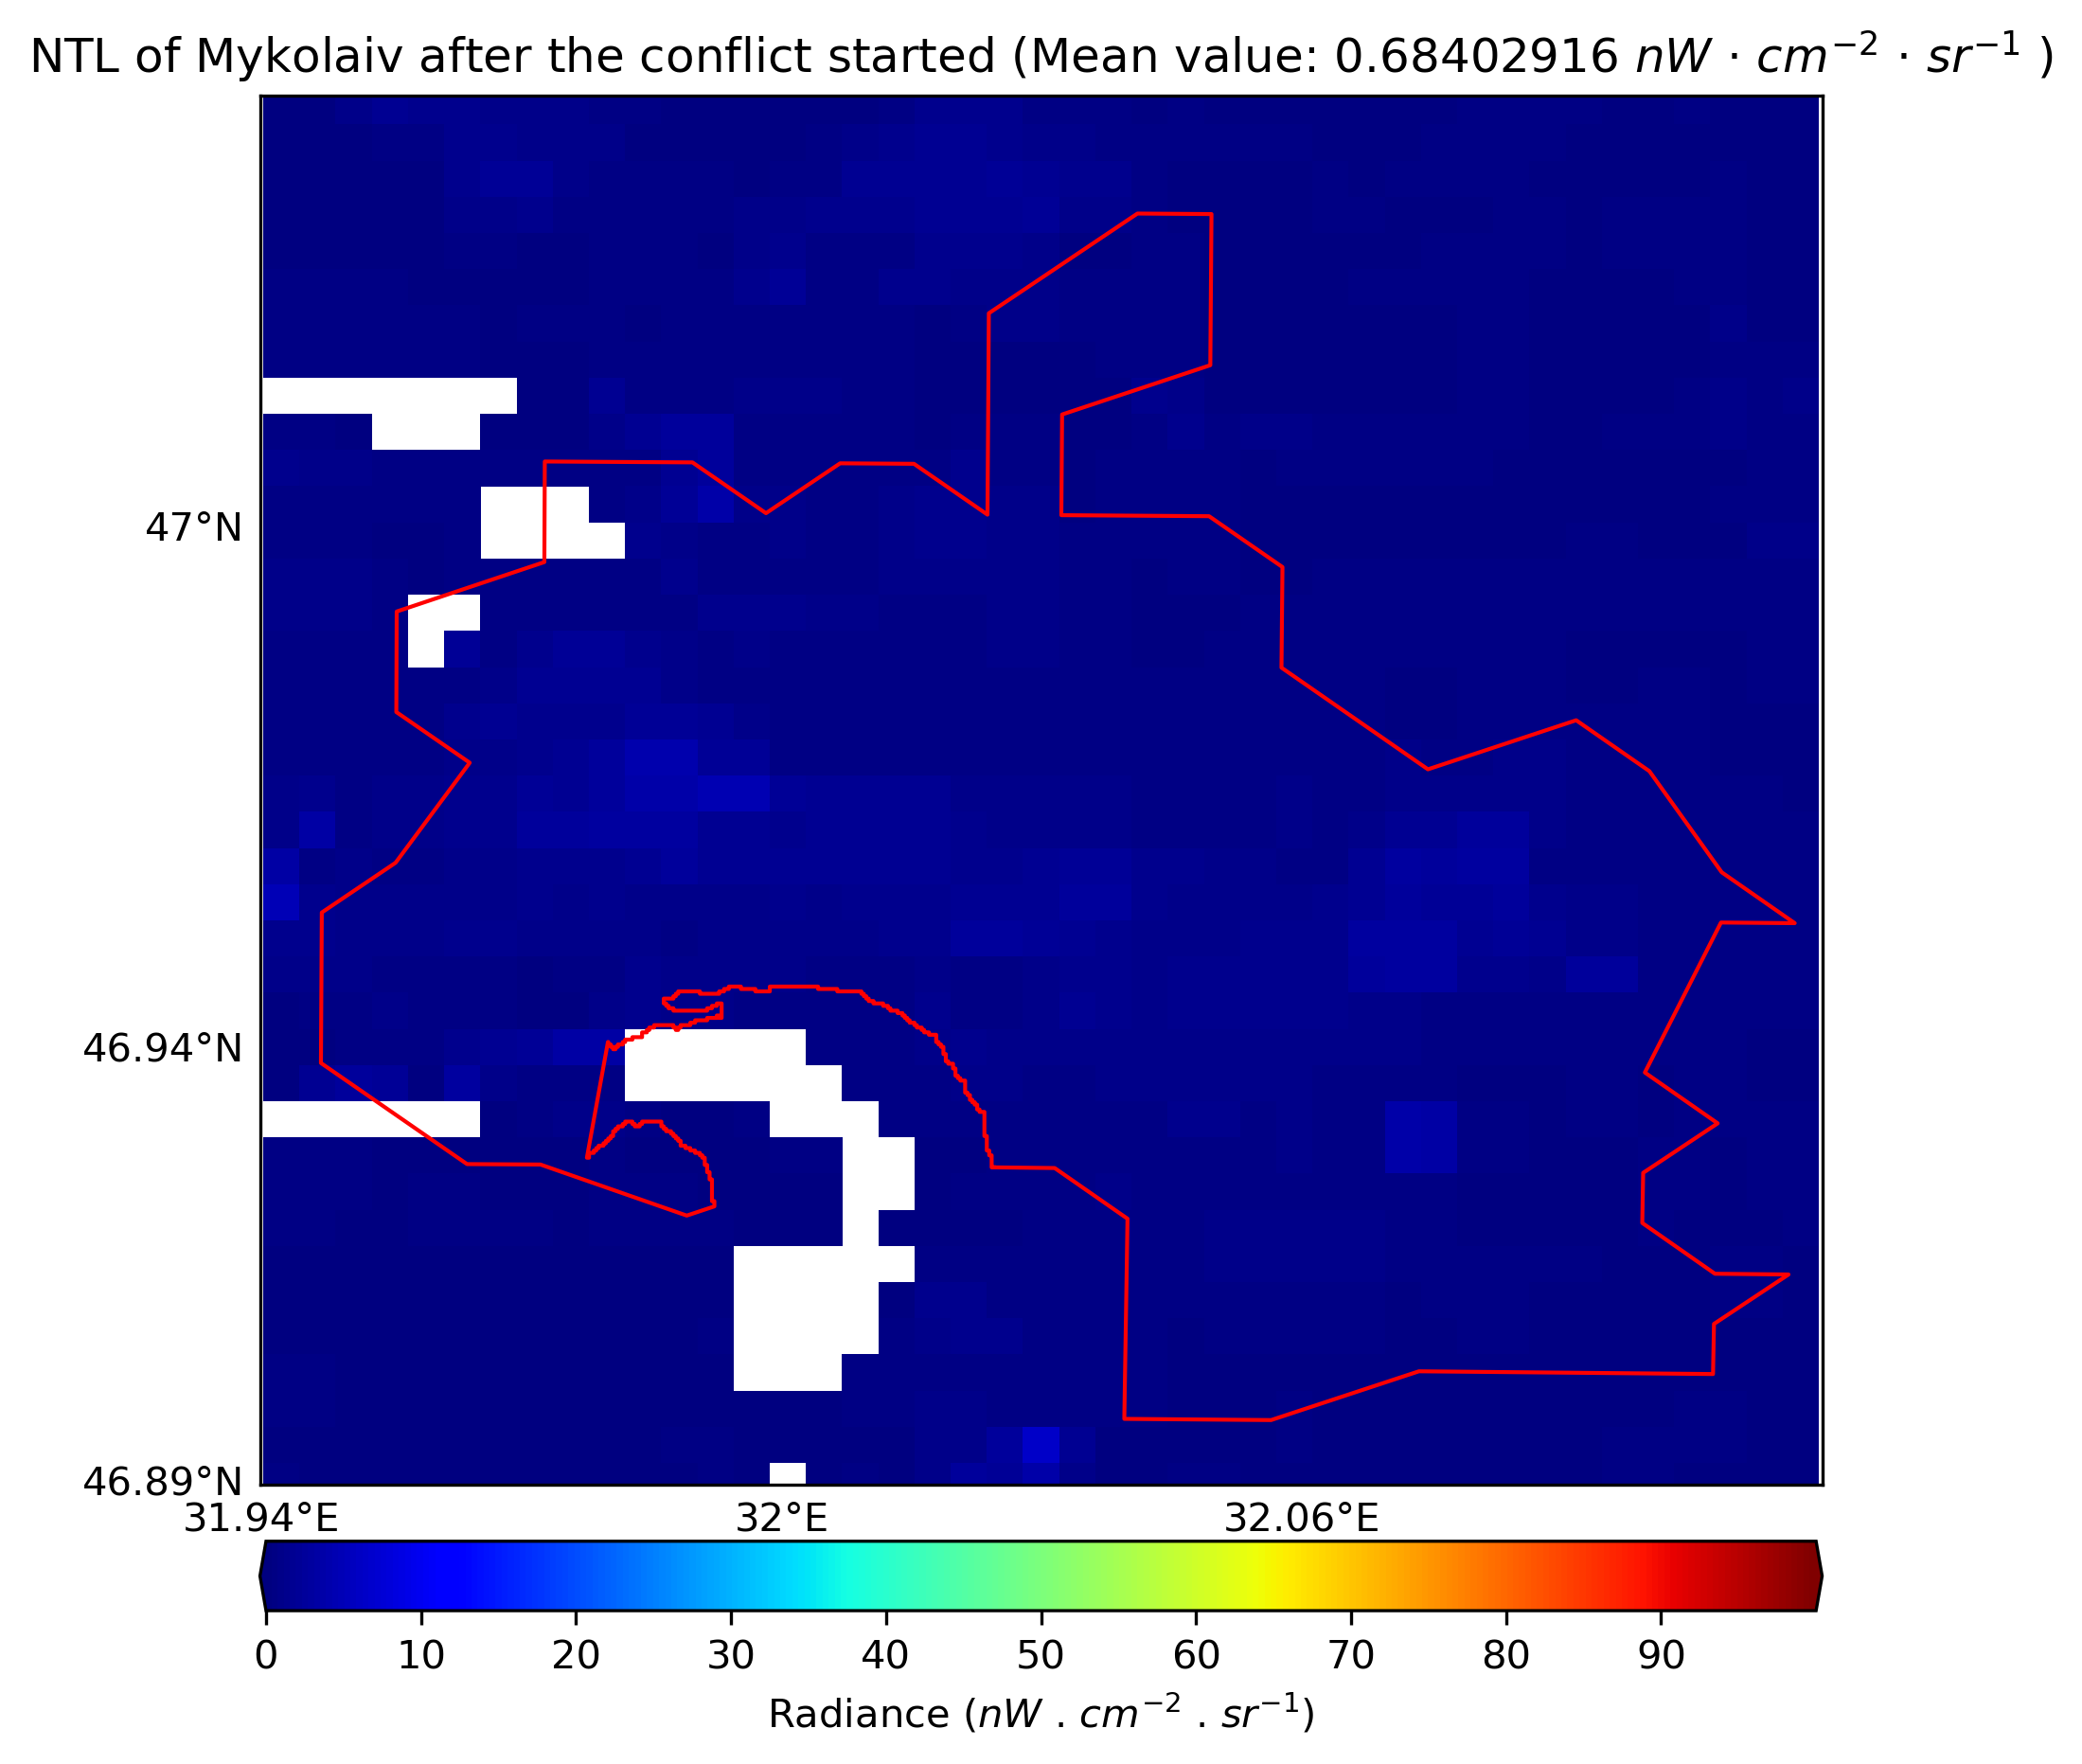 NTL of Mykolaiv after the conflict started (Mean value: 0.68402916 nW · cm⁻² · sr⁻¹ )
47°N
46.94°N
46.89°N
31.94°E 32°E 32.06°E
0 10 20 30 40 50 60 70 80 90
Radiance (nW . cm⁻² . sr⁻¹)